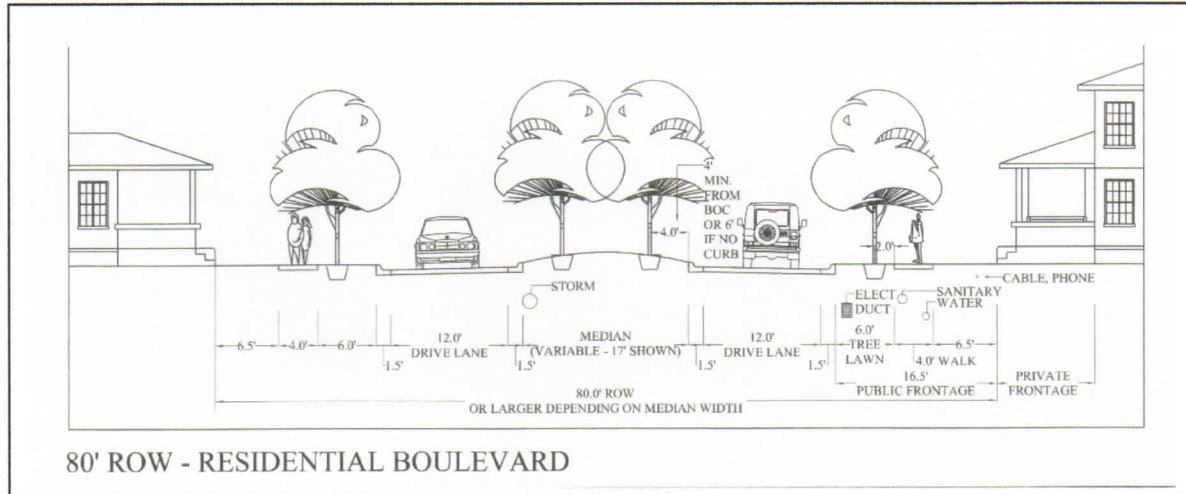 4'
MIN.
FROM
BOC
OR 6'
IF NO
CURB
4.0'
2.0'
CABLE, PHONE
STORM
ELECT
DUCT
SANITARY
WATER
6.5'
4.0'
6.0'
1.5'
12.0'
DRIVE LANE
1.5'
MEDIAN
(VARIABLE - 17' SHOWN)
1.5'
12.0'
DRIVE LANE
1.5'
6.0'
TREE
LAWN
4.0' WALK
6.5'
16.5'
PUBLIC FRONTAGE
PRIVATE
FRONTAGE
80.0' ROW
OR LARGER DEPENDING ON MEDIAN WIDTH
80' ROW - RESIDENTIAL BOULEVARD